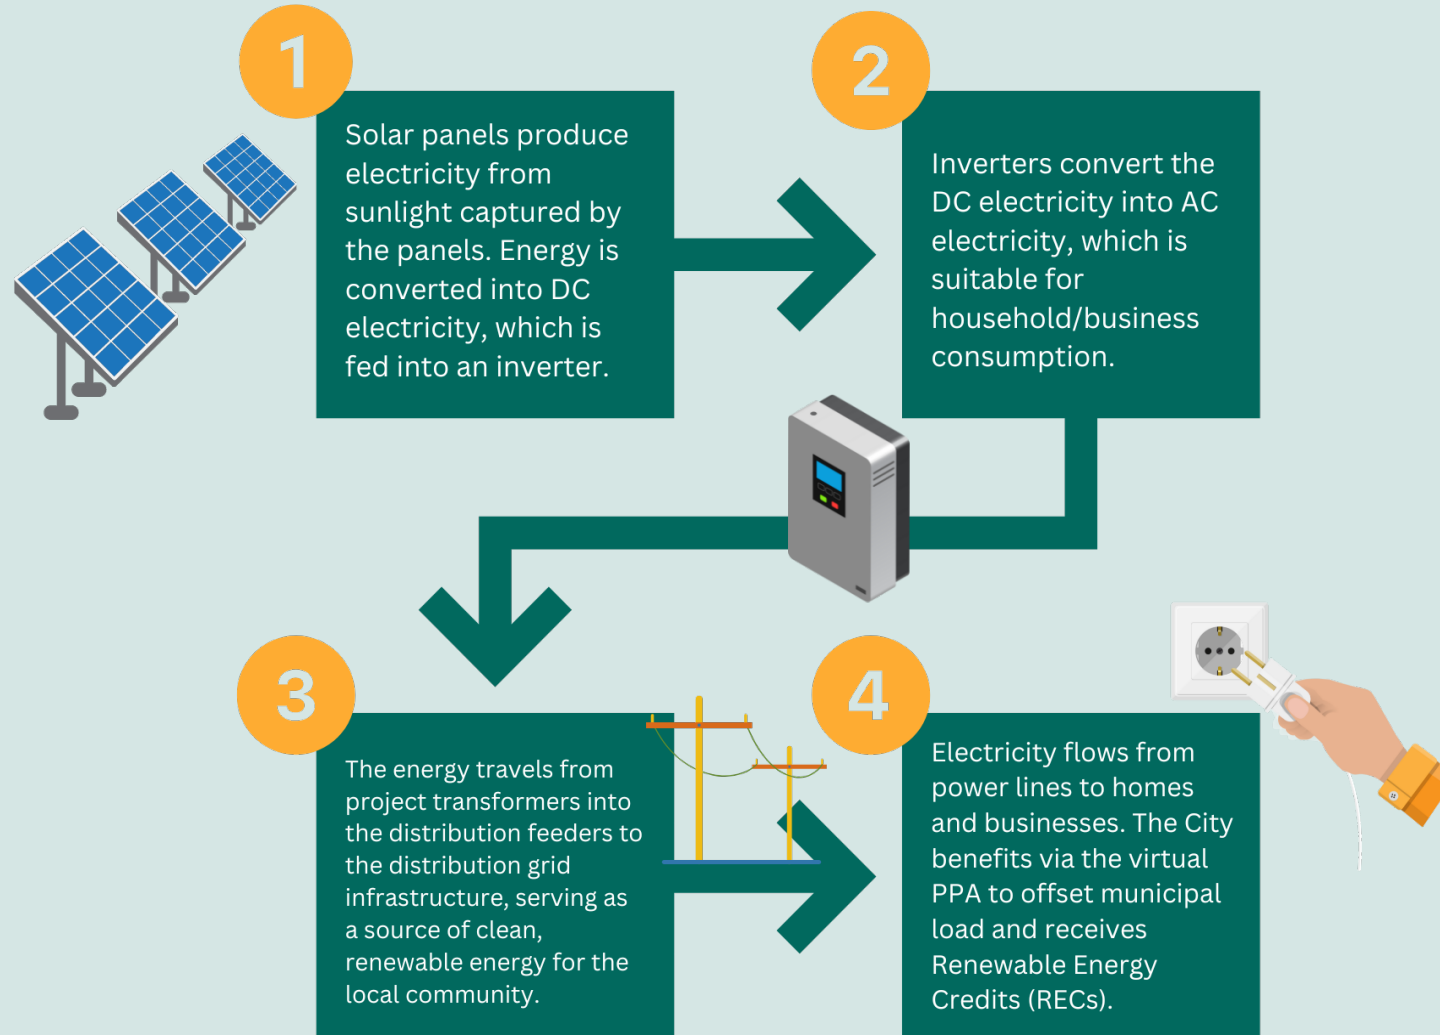 1
Solar panels produce
electricity from
sunlight captured by
the panels. Energy is
converted into DC
electricity, which is
fed into an inverter.
2
Inverters convert the
DC electricity into AC
electricity, which is
suitable for
household/business
consumption.
3
The energy travels from
project transformers into
the distribution feeders to
the distribution grid
infrastructure, serving as
a source of clean,
renewable energy for the
local community.
4
Electricity flows from
power lines to homes
and businesses. The City
benefits via the virtual
PPA to offset municipal
load and receives
Renewable Energy
Credits (RECs).